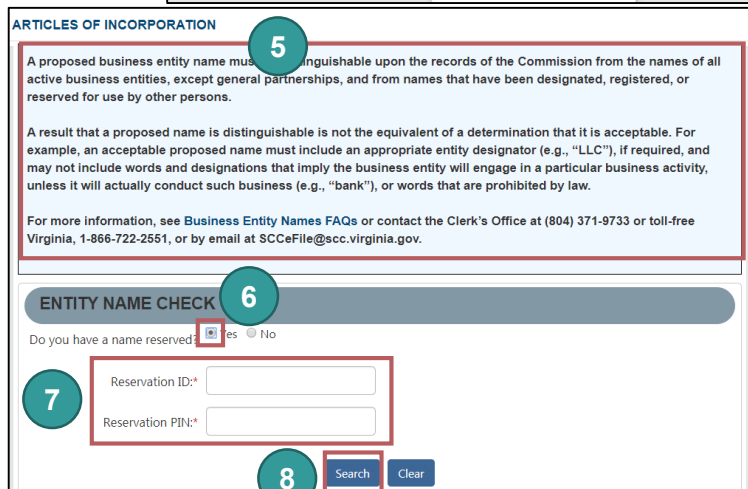 ARTICLES OF INCORPORATION
5
A proposed business entity name upon the records of the Commission from the names of all
active business entities, except general partnerships, and from names that have been designated, registered, or
reserved for use by other persons.
A result that a proposed name is distinguishable is not the equivalent of a determination that it is acceptable. For
example, an acceptable proposed name must include an appropriate entity designator (e.g., “LLC”), if required, and
may not include words and designations that imply the business entity will engage in a particular business activity,
unless it will actually conduct such business (e.g., “bank”), or words that are prohibited by law.
For more information, see Business Entity Names FAQs or contact the Clerk’s Office at (804) 371-9733 or toll-free
Virginia, 1-866-722-2551, or by email at SCCeFile@scc.virginia.gov.
ENTITY NAME CHECK 6
Do you have a name reserved? Yes No
7
Reservation ID:*
Reservation PIN:*
8 Search Clear